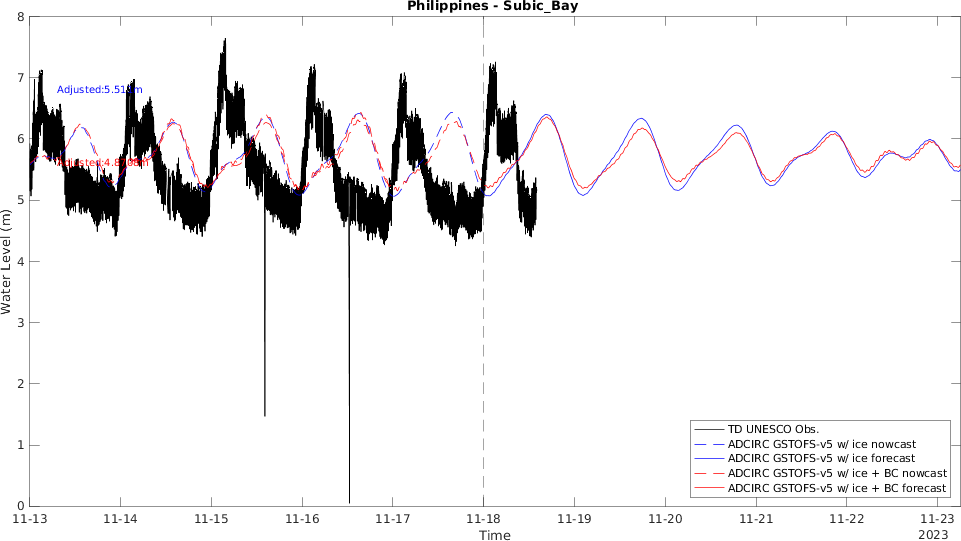 Philippines - Subic_Bay
8
7
6
5
4
3
2
1
0
Water Level (m)
Adjusted:5.51
TD UNESCO Obs.
ADCIRC GSTOFS-v5 w/ ice nowcast
ADCIRC GSTOFS-v5 w/ ice forecast
ADCIRC GSTOFS-v5 w/ ice + BC nowcast
ADCIRC GSTOFS-v5 w/ ice + BC forecast
11-13 11-14 11-15 11-16 11-17 11-18 11-19 11-20 11-21 11-22 11-23
Time
2023